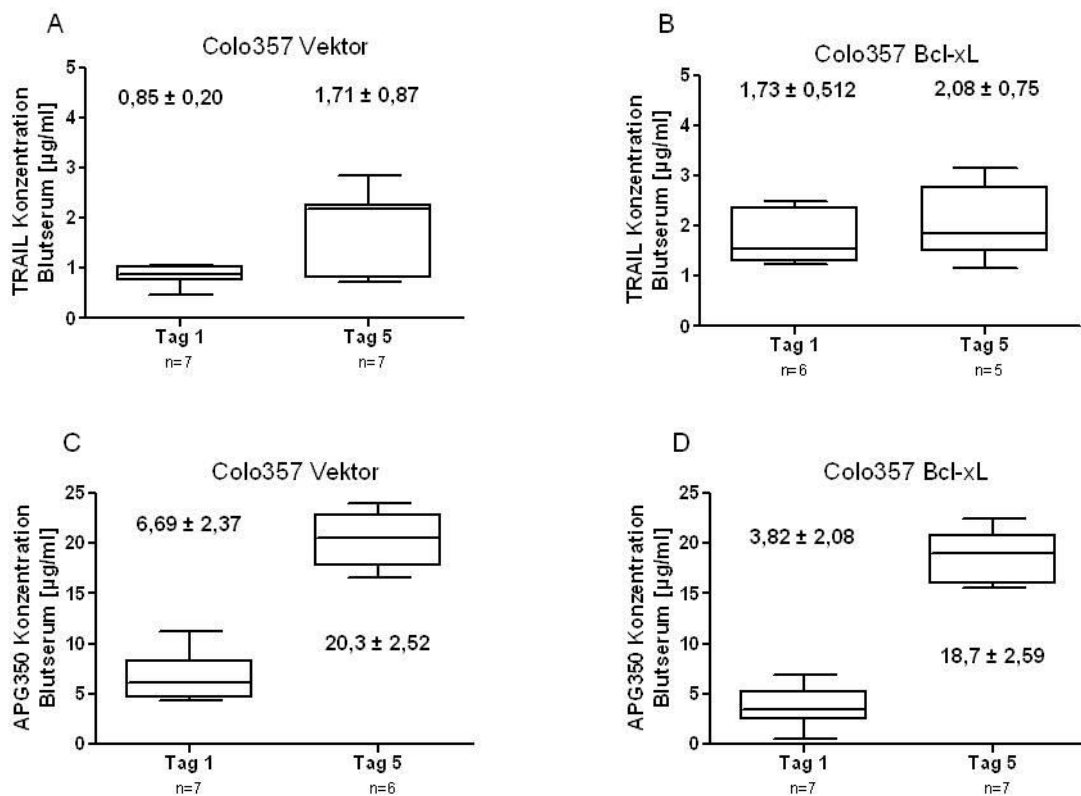 A
Colo357 Vektor
TRAIL Konzentration
Blutserum [µg/ml]
5
4
3
2
1
0
0,85 ± 0,20
1,71 ± 0,87
Tag 1
Tag 5
n=7
n=7
B
Colo357 Bcl-xL
TRAIL Konzentration
Blutserum [µg/ml]
5
4
3
2
1
0
1,73 ± 0,512
2,08 ± 0,75
Tag 1
Tag 5
n=6
n=5
C
Colo357 Vektor
APG350 Konzentration
Blutserum [µg/ml]
25
20
15
10
5
0
6,69 ± 2,37
20,3 ± 2,52
Tag 1
Tag 5
n=7
n=6
D
Colo357 Bcl-xL
APG350 Konzentration
Blutserum [µg/ml]
25
20
15
10
5
0
3,82 ± 2,08
18,7 ± 2,59
Tag 1
Tag 5
n=7
n=7